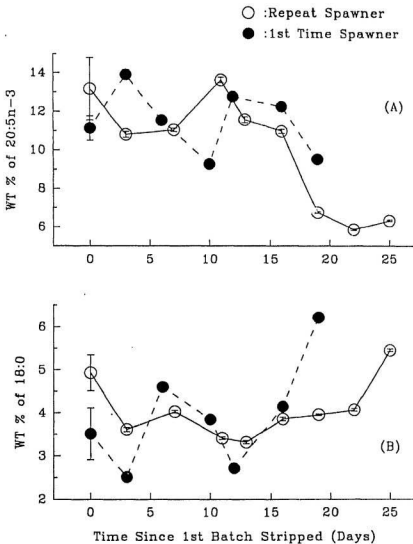 :Repeat Spawner
:1st Time Spawner
WT % of 20:5n-3
14
12
10
8
6
(A)
0 5 10 15 20 25
WT % of 18:0
6
5
4
3
2
(B)
0 5 10 15 20 25
Time Since 1st Batch Stripped (Days)